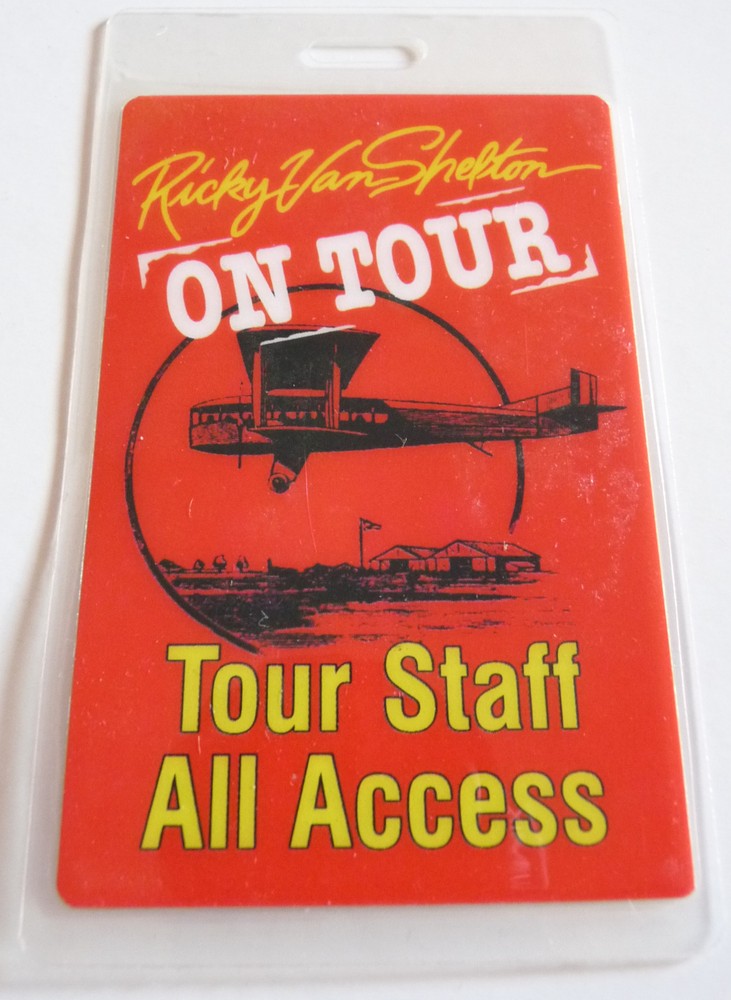 Ricky Van Shelton
ON TOUR
Tour Staff
All Access